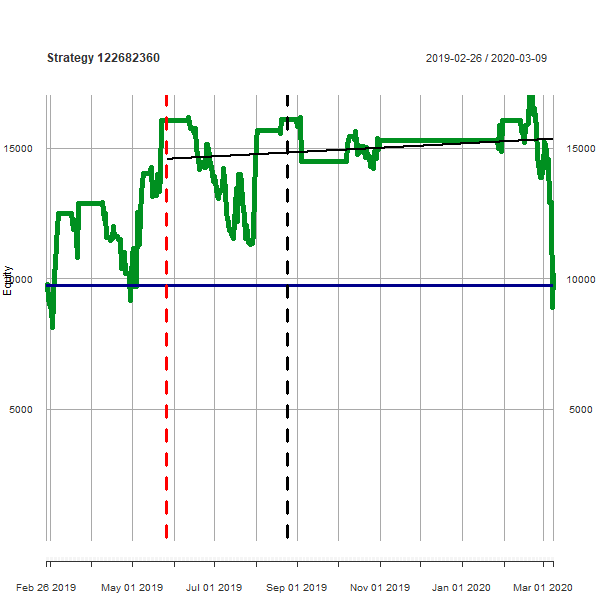 Strategy 122682360
2019-02-26 / 2020-03-09
15000
15000
Equity
10000
10000
5000
5000
Feb 26 2019
May 01 2019
Jul 01 2019
Sep 01 2019
Nov 01 2019
Jan 01 2020
Mar 01 2020